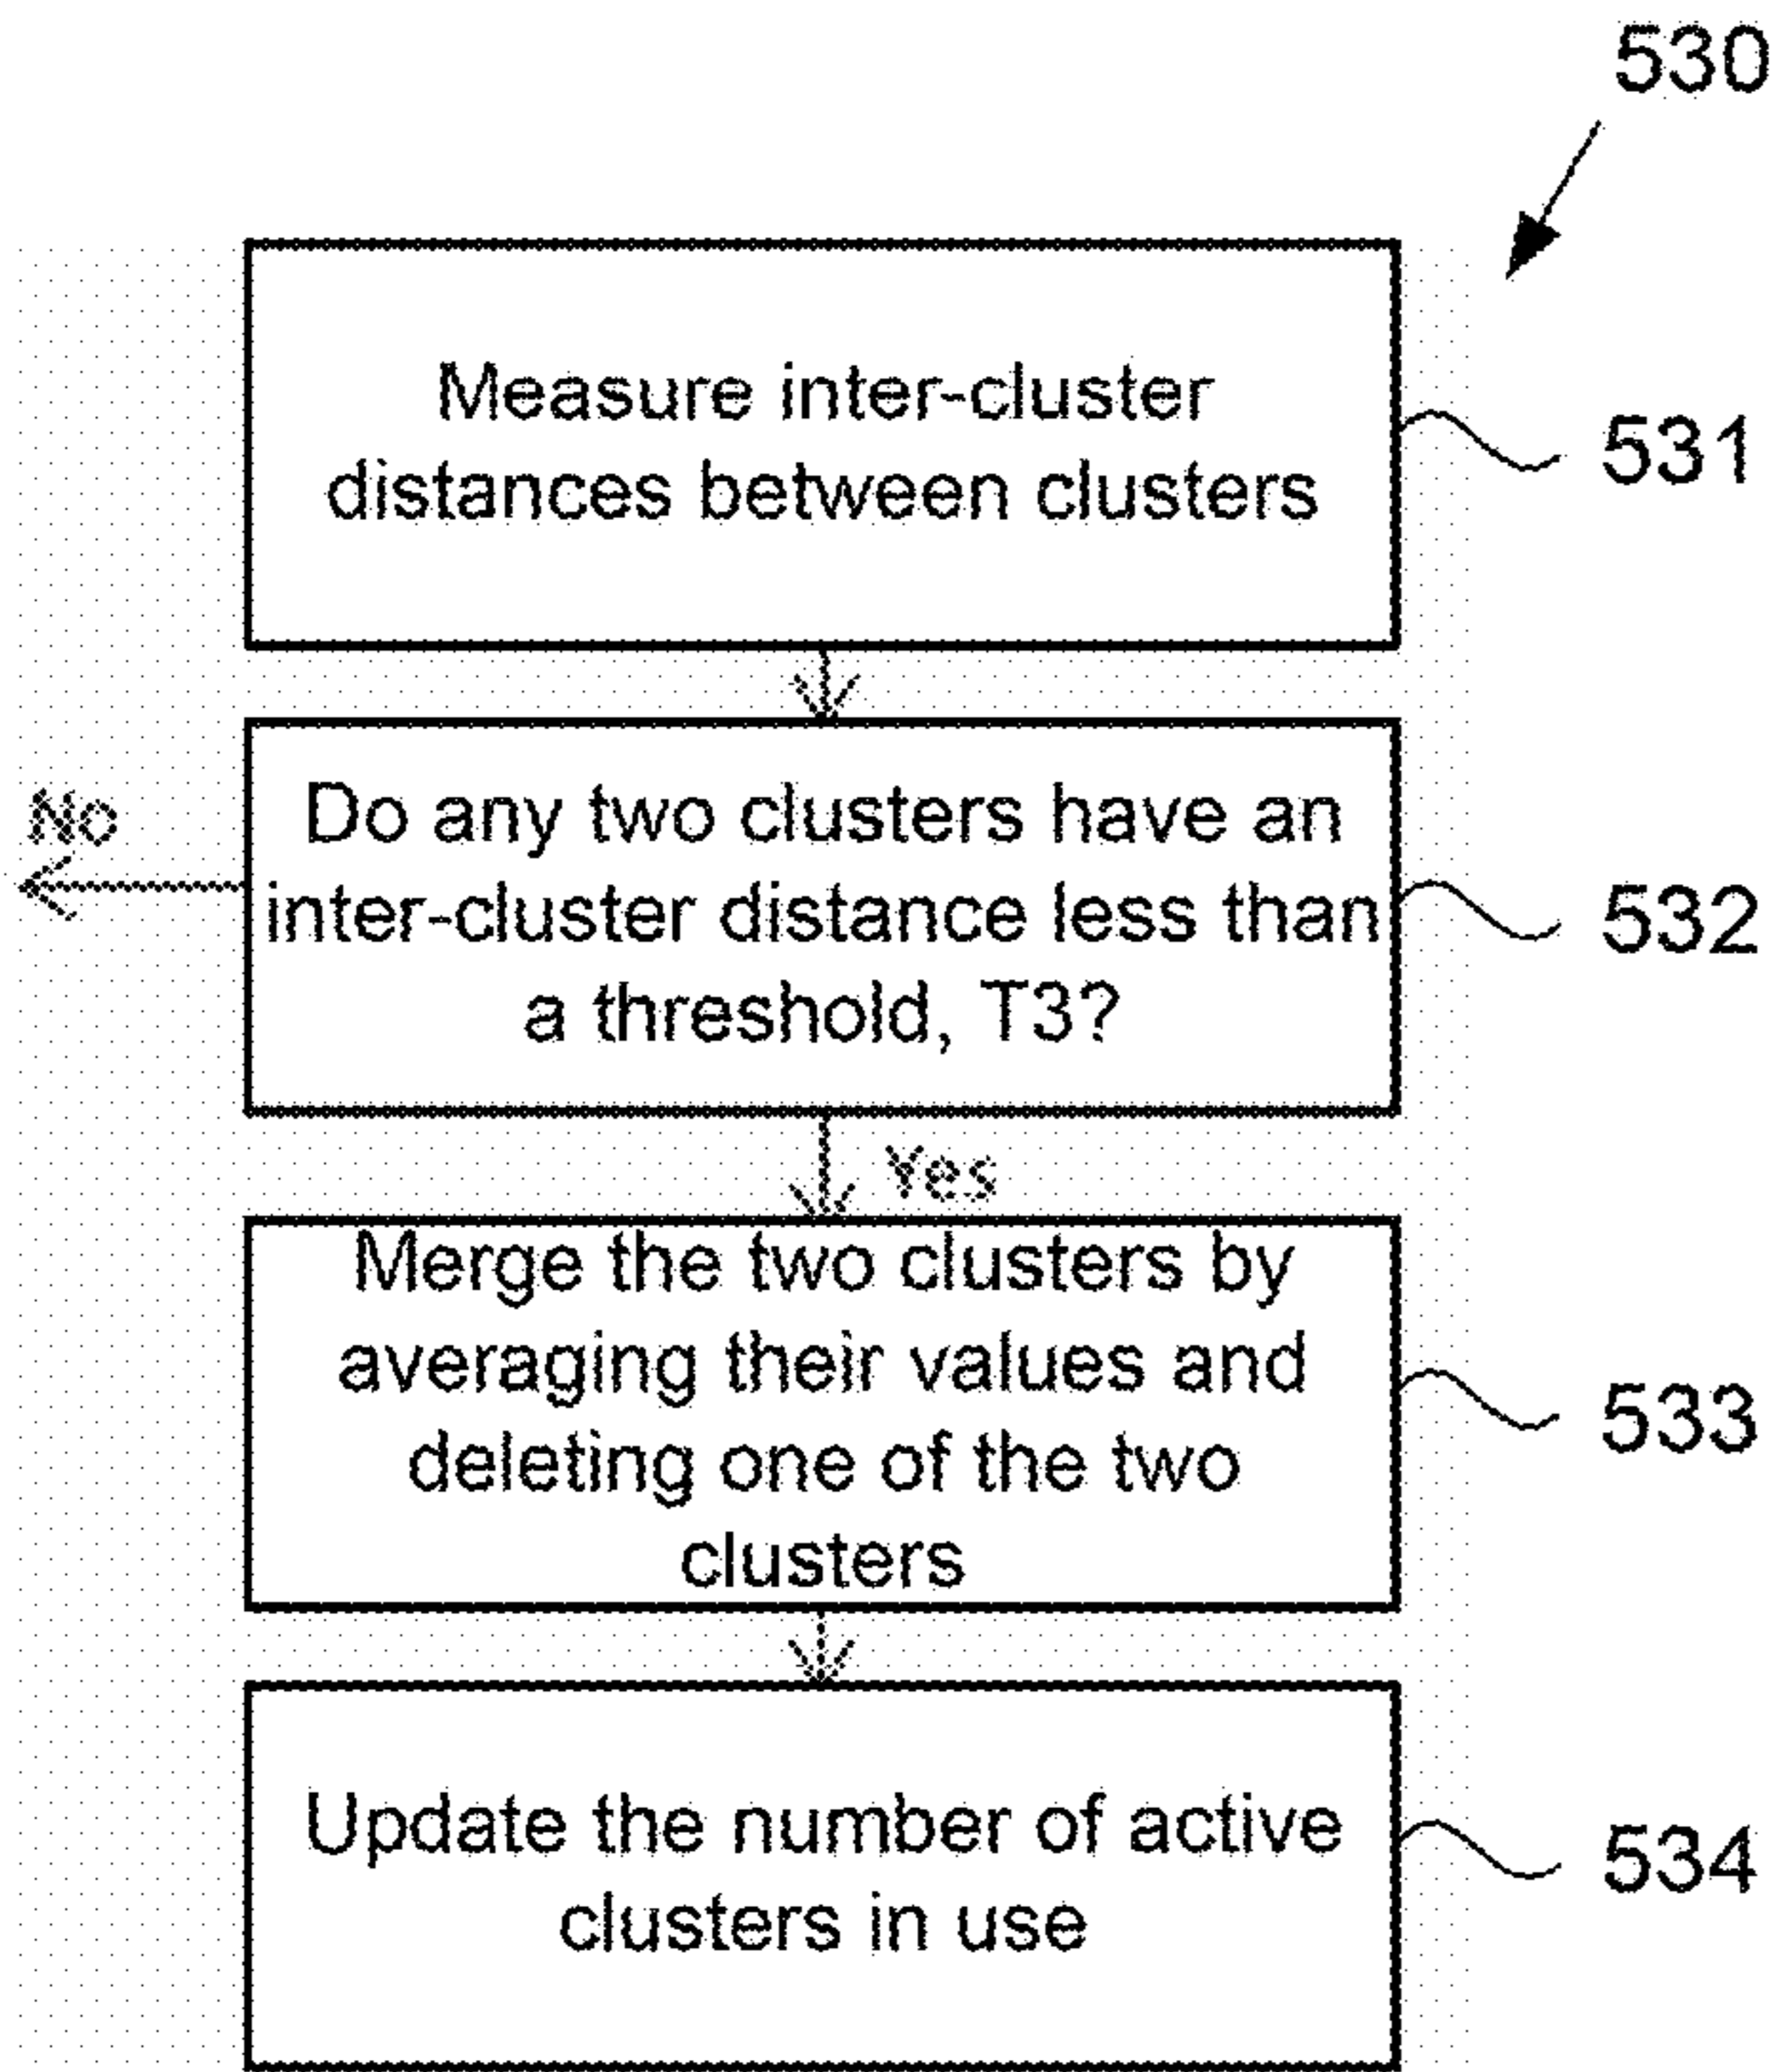 530
Measure inter-cluster
distances between clusters
531
No
Do any two clusters have an
inter-cluster distance less than
a threshold, T3?
532
Yes
Merge the two clusters by
averaging their values and
deleting one of the two
clusters
533
Update the number of active
clusters in use
534